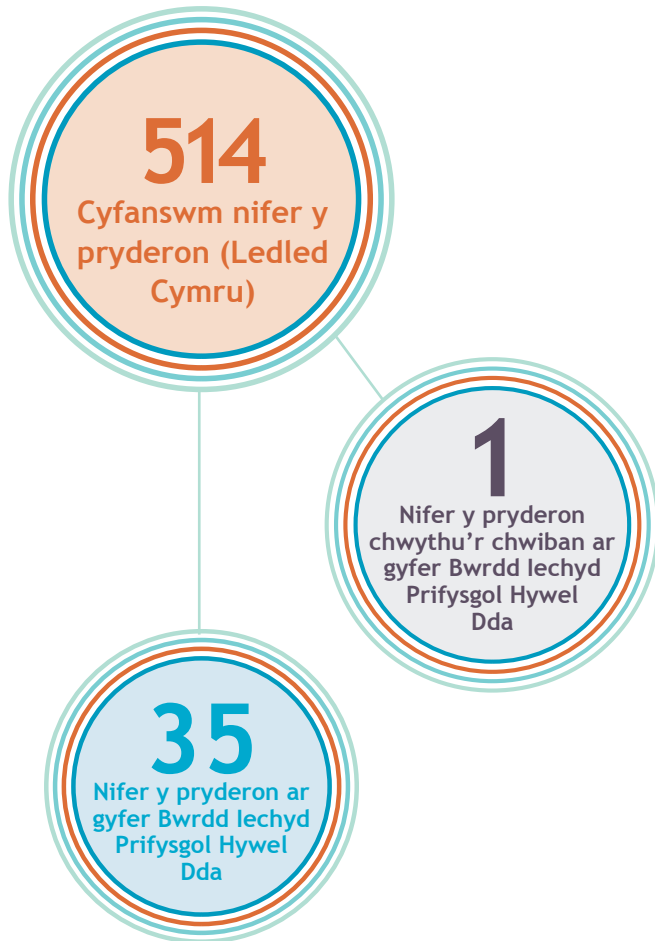 514
Cyfanswm nifer y
pryderon (Ledled
Cymru)
1
Nifer y pryderon
chwythu’r chwiban ar
gyfer Bwrdd Iechyd
Prifysgol Hywel
Dda
35
Nifer y pryderon ar
gyfer Bwrdd Iechyd
Prifysgol Hywel
Dda